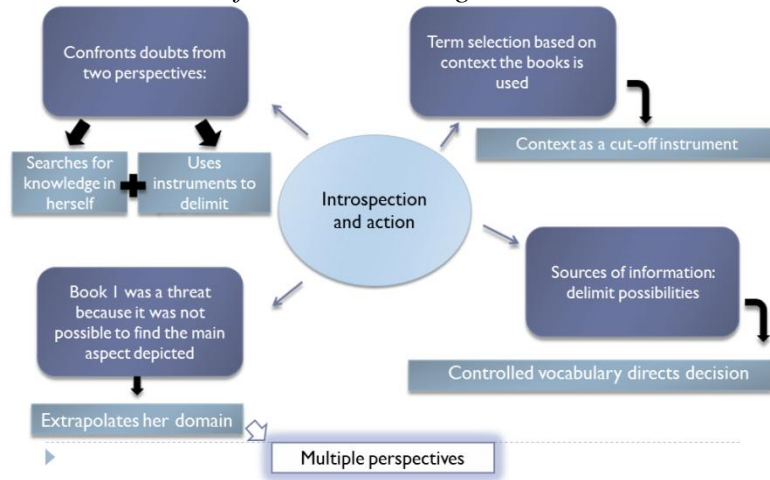 Confronts doubts from
two perspectives:
Searches for
knowledge in
herself
Uses
instruments to
delimit
Term selection based on
context the books is
used
Context as a cut-off instrument
Introspection
and action
Book 1 was a threat
because it was not
possible to find the main
aspect depicted
Extrapolates her domain
Sources of information:
delimit possibilities
Controlled vocabulary directs decision
Multiple perspectives